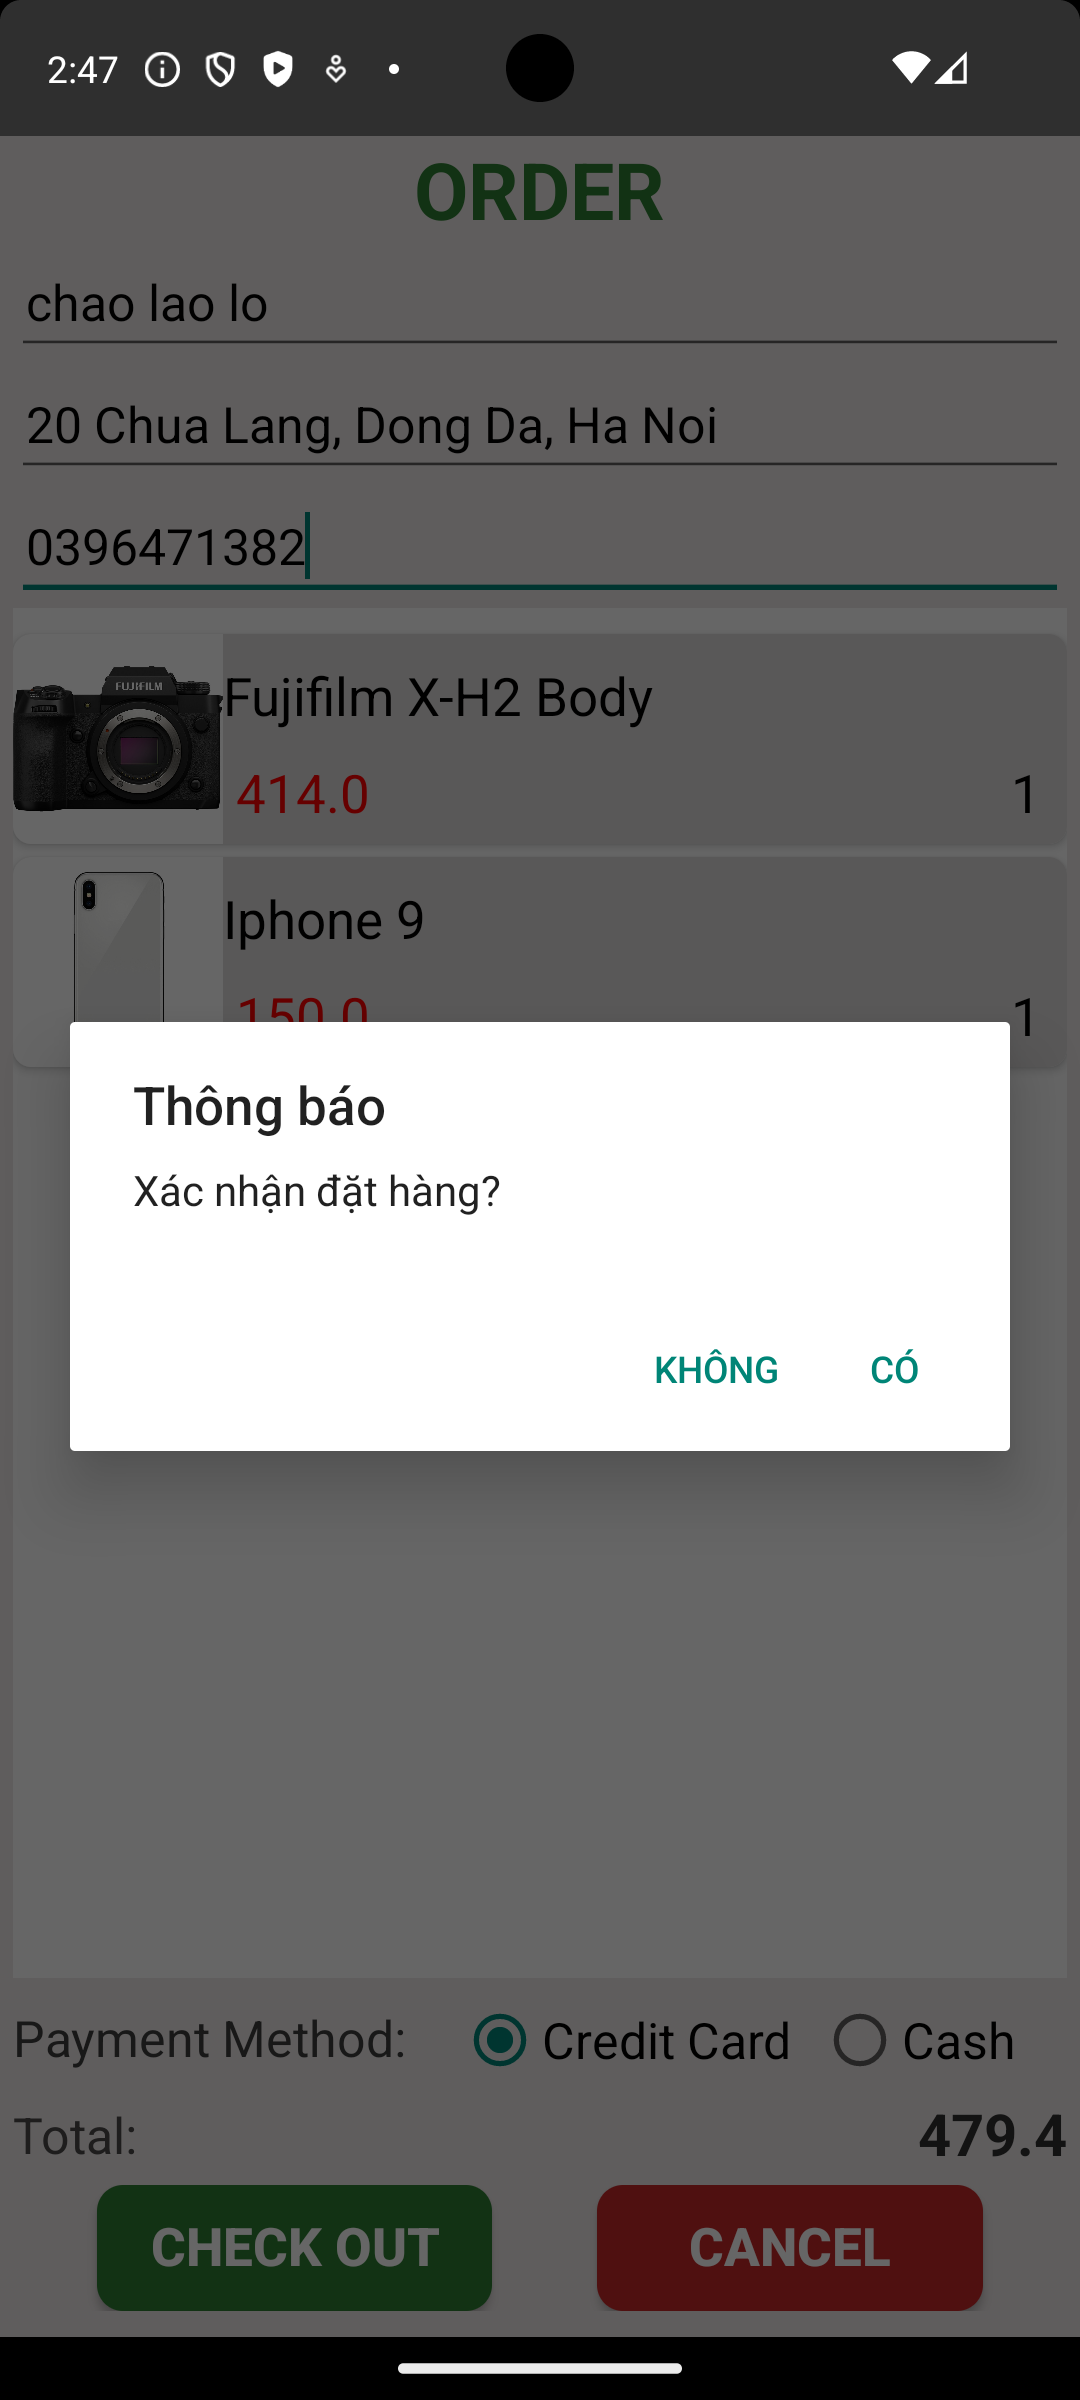 2:47
ORDER
chao lao lo
20 Chua Lang, Dong Da, Ha Noi
0396471382
FUJIFILM
Fujifilm X-H2 Body
414.0
1
Iphone 9
150.0
1
Thông báo
Xác nhận đặt hàng?
KHÔNG
CÓ
Payment Method:
Credit Card
Cash
Total:
479.4
CHECK OUT
CANCEL